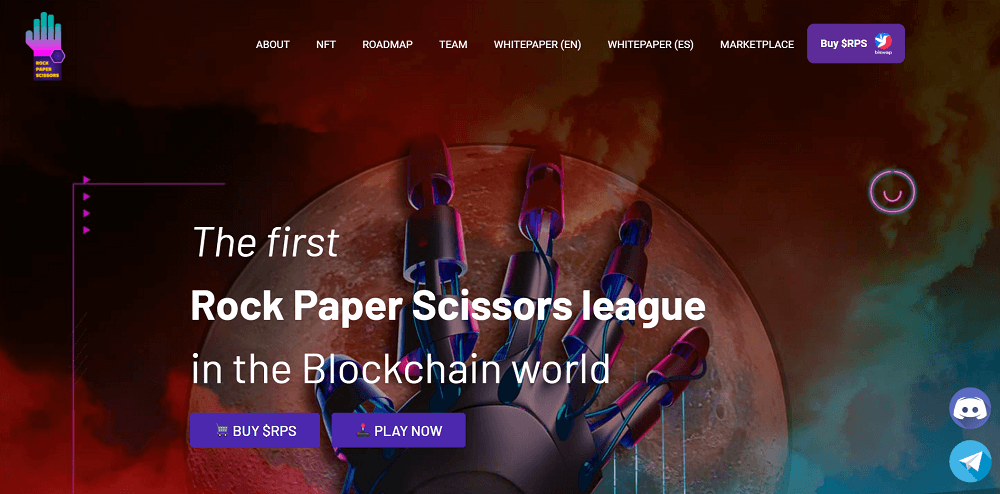 ROCK
PAPER
SCISSORS
ABOUT NFT ROADMAP TEAM WHITEPAPER (EN) WHITEPAPER (ES) MARKETPLACE Buy $RPS
biswap
The first
Rock Paper Scissors league
in the Blockchain world
BUY $RPS PLAY NOW